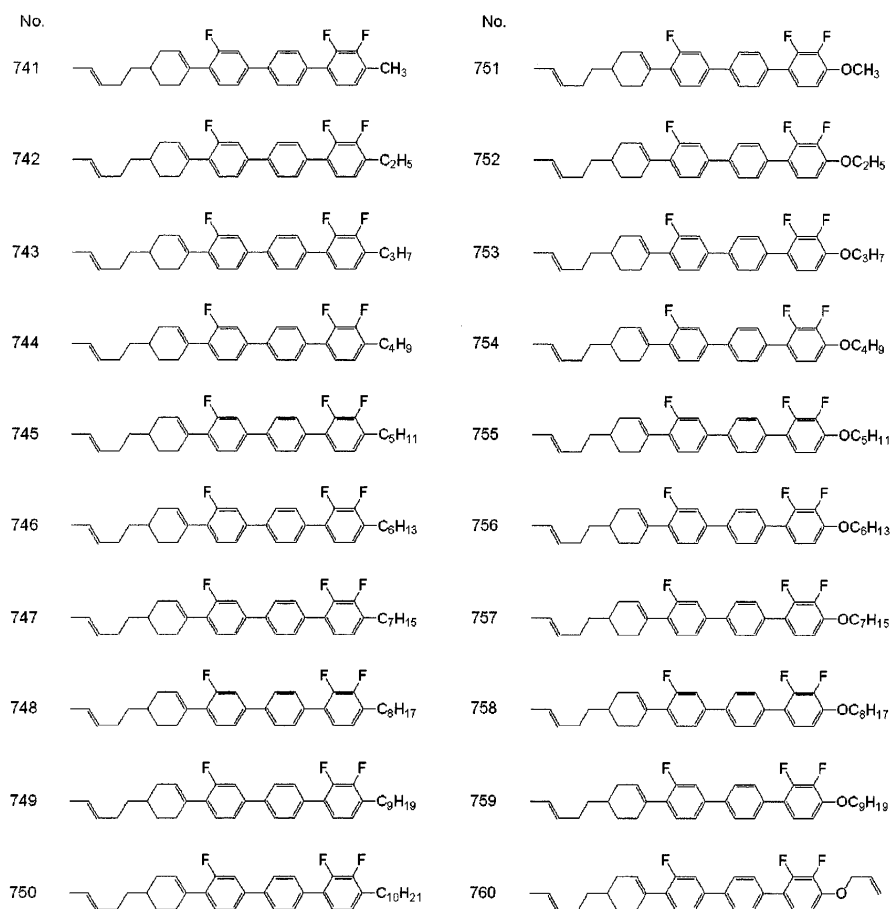 No. No.
F F F F F F
741 CH3 751 OCH3
F F F F F F
742 C2H5 752 OC2H5
F F F F F F
743 C3H7 753 OC3H7
F F F F F F
744 C4H9 754 OC4H9
F F F F F F
745 C5H11 755 OC5H11
F F F F F F
746 C6H13 756 OC6H13
F F F F F F
747 C7H15 757 OC7H15
F F F F F F
748 C8H17 758 OC8H17
F F F F F F
749 C9H19 759 OC9H19
F F F F F F
750 C10H21 760 O